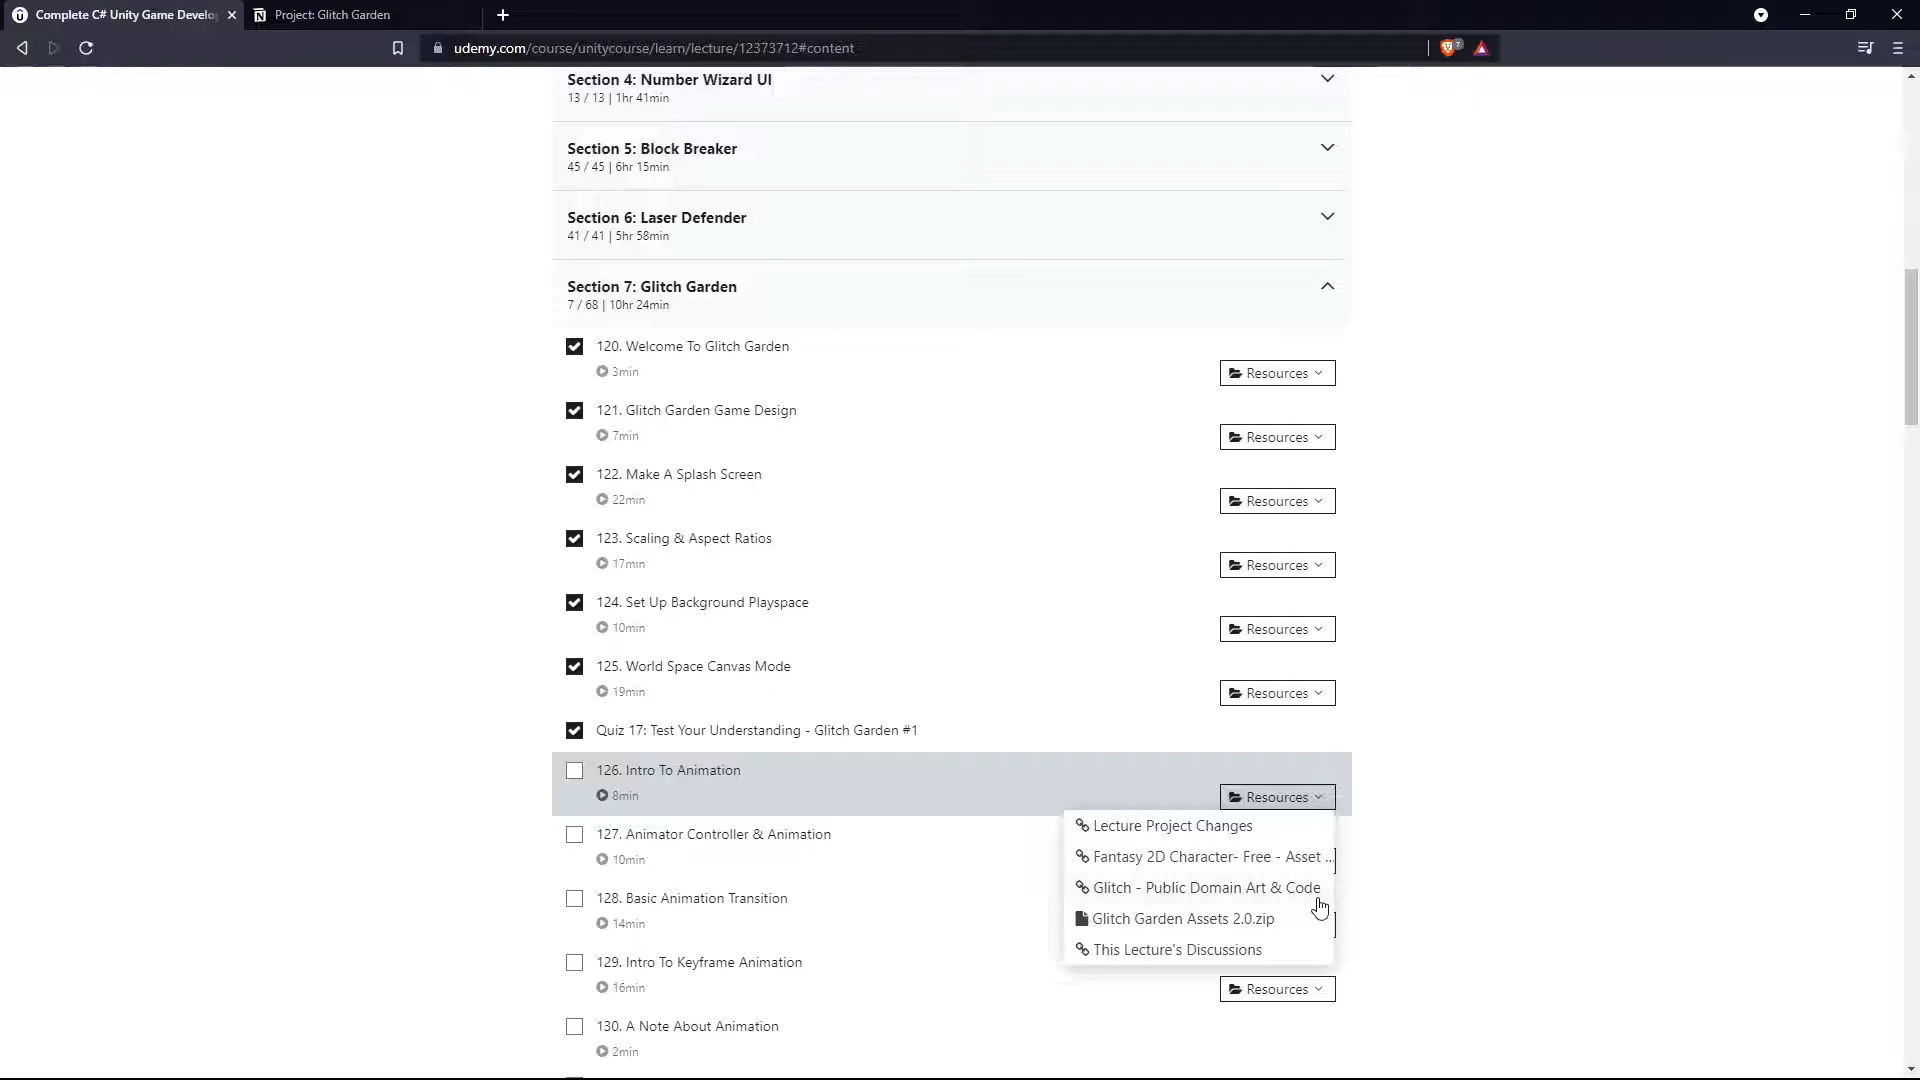 Complete C# Unity Game Develo
Project: Glitch Garden
udemy.com/course/unitycourse/learn/lecture/12373712#content
7
Section 4: Number Wizard UI
13 / 13 | 1hr 41min
Section 5: Block Breaker
45 / 45 | 6hr 15min
Section 6: Laser Defender
41 / 41 | 5hr 58min
Section 7: Glitch Garden
7 / 68 | 10hr 24min
120. Welcome To Glitch Garden
3min
Resources
121. Glitch Garden Game Design
7min
Resources
122. Make A Splash Screen
22min
Resources
123. Scaling & Aspect Ratios
17min
Resources
124. Set Up Background Playspace
10min
Resources
125. World Space Canvas Mode
19min
Resources
Quiz 17: Test Your Understanding - Glitch Garden #1
126. Intro To Animation
8min
Resources
Lecture Project Changes
Fantasy 2D Character- Free - Asset ...
Glitch - Public Domain Art & Code
Glitch Garden Assets 2.0.zip
This Lecture's Discussions
127. Animator Controller & Animation
10min
128. Basic Animation Transition
14min
129. Intro To Keyframe Animation
16min
Resources
130. A Note About Animation
2min